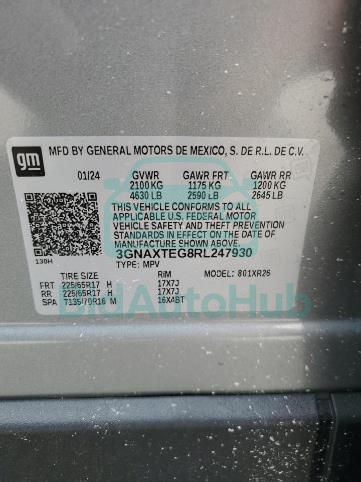 gm
MFD BY GENERAL MOTORS DE MEXICO, S. DE R.L. DE C.V.
01/24 GVWR GAWR FRT GAWR RR
2100 KG 1175 KG 1200 KG
4630 LB 2590 LB 2645 LB
THIS VEHICLE CONFORMS TO ALL
APPLICABLE U.S. FEDERAL MOTOR
VEHICLE SAFETY AND THEFT
STANDARDS IN EFFECT ON THE DATE
OF MANUFACTURE SHOWN ABOVE.
3GNAXTEG8RL247930
TYPE: MPV
138H
TIRE SIZE RIM MODEL: 801XR26
FRT 225/65R17 H 17X7J
RR 225/65R17 H 17X7J
SPA T135/70R16 M 16X4BT
BidAutoHub